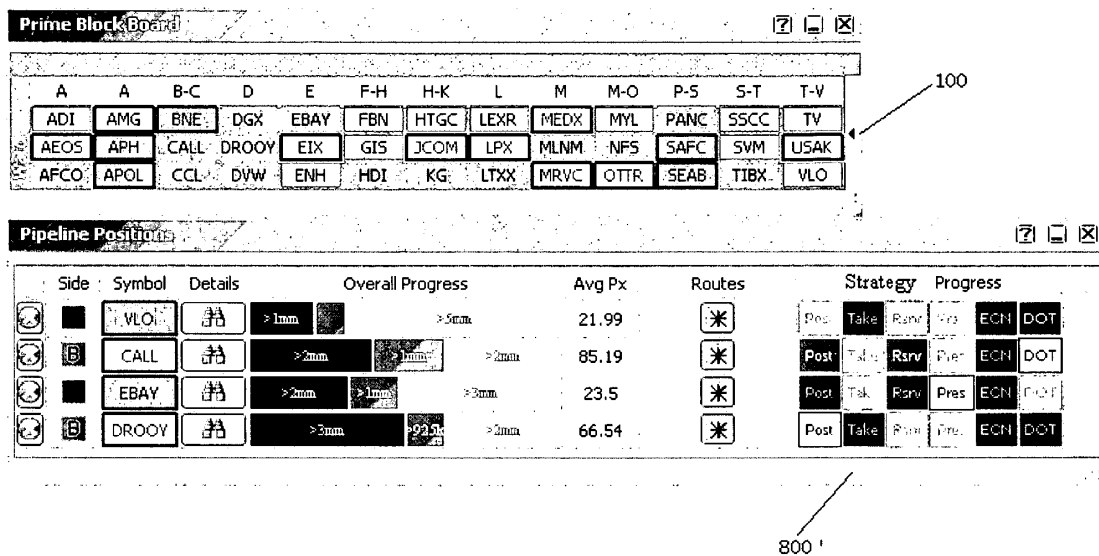 Prime Block Board ?
A A B-C D E F-H H-K L M M-O P-S S-T T-V
100
ADI AMG BNE DGX EBAY FBN HTGC LEXR MEDX MYL PANC SSCC TV
AEOS APH CALL DROOY EIX GIS JCOM LPX MLNM NFS SAFC SVM USAK
AFCO APOL CCL DVW ENH HDI KG LTXX MRVC OTTR SEAB TIBX VLO
Pipeline Positions ?
Side Symbol Details Overall Progress Avg Px Routes Strategy Progress
VLO >1mm >5mm 21.99 Take ECN DOT
B CALL >2mm >1mm >2mm 85.19 Post Rsrv ECN DOT
EBAY >2mm >1mm >3mm 23.5 Post Rsrv Pres ECN DOT
B DROOY >3mm >2mm 66.54 Post Take ECN DOT
800